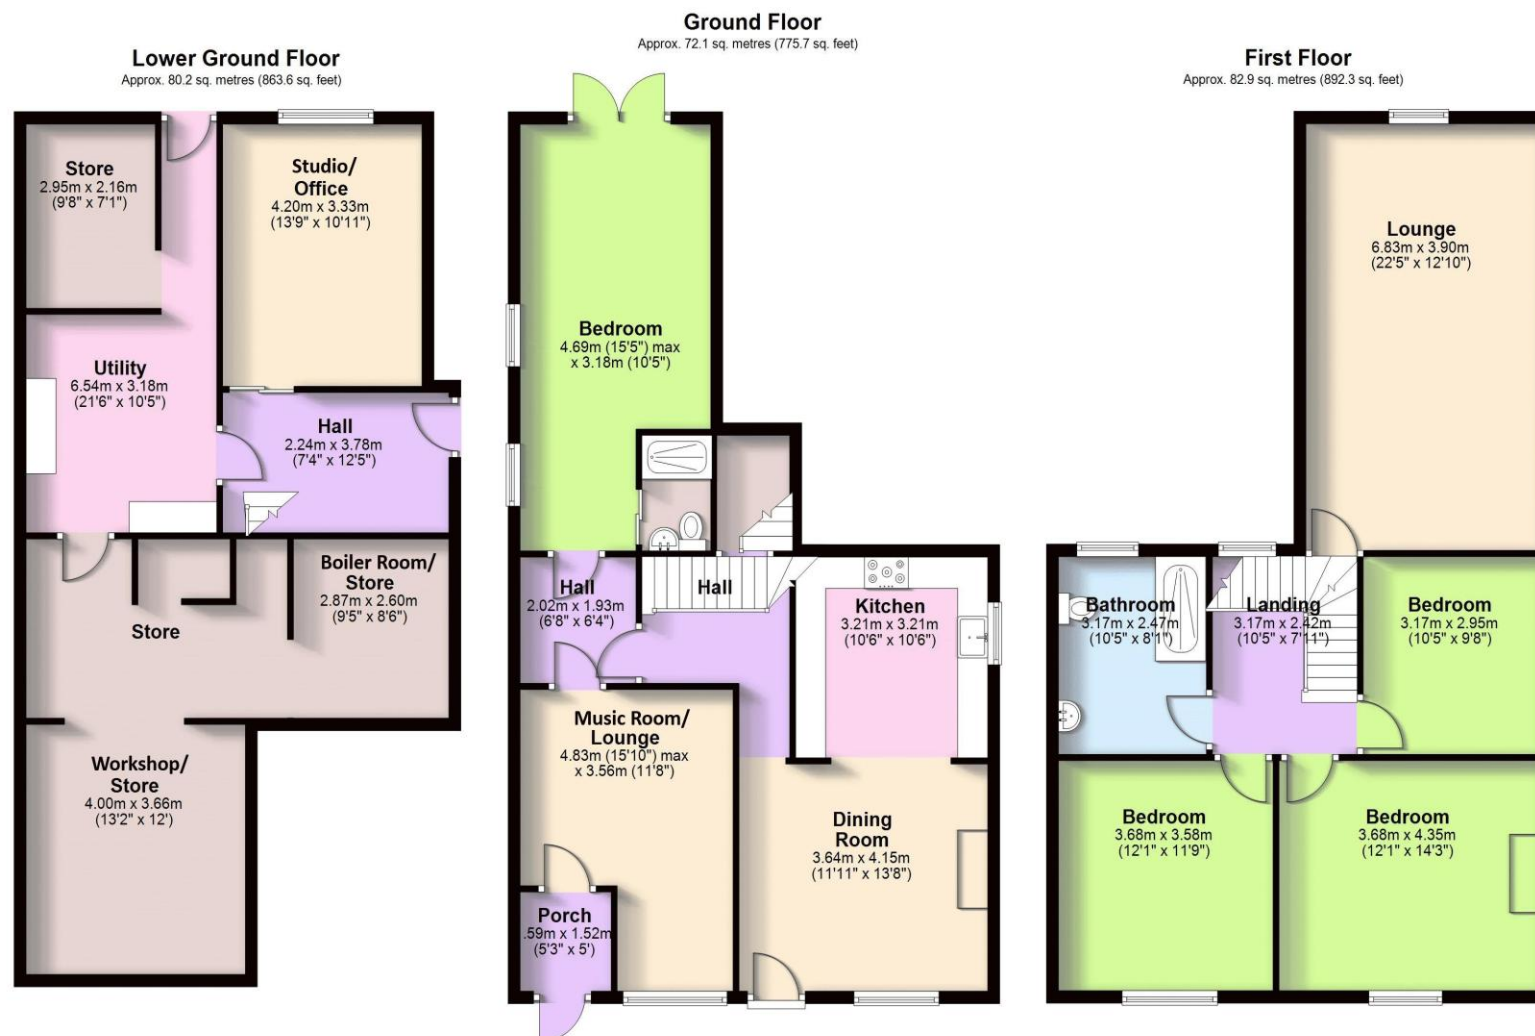 Lower Ground Floor
Approx. 80.2 sq. metres (863.6 sq. feet)
Store
2.95m x 2.16m
(9'8" x 7'1")
Studio/
Office
4.20m x 3.33m
(13'9" x 10'11")
Utility
6.54m x 3.18m
(21'6" x 10'5")
Hall
2.24m x 3.78m
(7'4" x 12'5")
Boiler Room/
Store
2.87m x 2.60m
(9'5" x 8'6")
Store
Workshop/
Store
4.00m x 3.66m
(13'2" x 12')
Ground Floor
Approx. 72.1 sq. metres (775.7 sq. feet)
Bedroom
4.69m (15'5") max
x 3.18m (10'5")
Hall
2.02m x 1.93m
(6'8" x 6'4")
Hall
Kitchen
3.21m x 3.21m
(10'6" x 10'6")
Music Room/
Lounge
4.83m (15'10") max
x 3.56m (11'8")
Dining
Room
3.64m x 4.15m
(11'11" x 13'8")
Porch
.59m x 1.52m
(5'3" x 5')
First Floor
Approx. 82.9 sq. metres (892.3 sq. feet)
Lounge
6.83m x 3.90m
(22'5" x 12'10")
Bathroom
3.17m x 2.47m
(10'5" x 8'1")
Landing
3.17m x 2.42m
(10'5" x 7'11")
Bedroom
3.17m x 2.95m
(10'5" x 9'8")
Bedroom
3.68m x 3.58m
(12'1" x 11'9")
Bedroom
3.68m x 4.35m
(12'1" x 14'3")